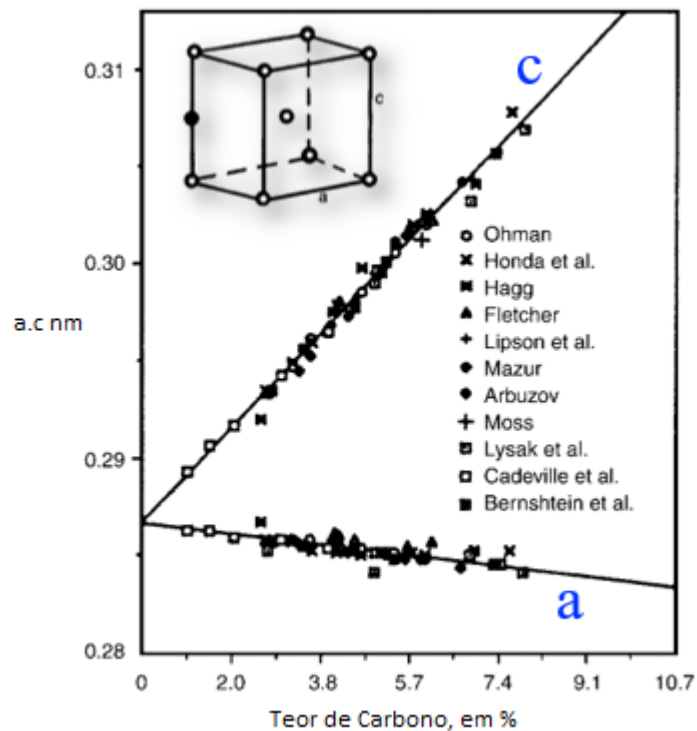 0.31
c
c
a
0.30
Ohman
Honda et al.
Hagg
a.c nm
Fletcher
Lipson et al.
Mazur
Arbuzov
Moss
0.29
Lysak et al.
Cadeville et al.
Bernshtein et al.
a
0.28
0 2.0 3.8 5.7 7.4 9.1 10.7
Teor de Carbono, em %